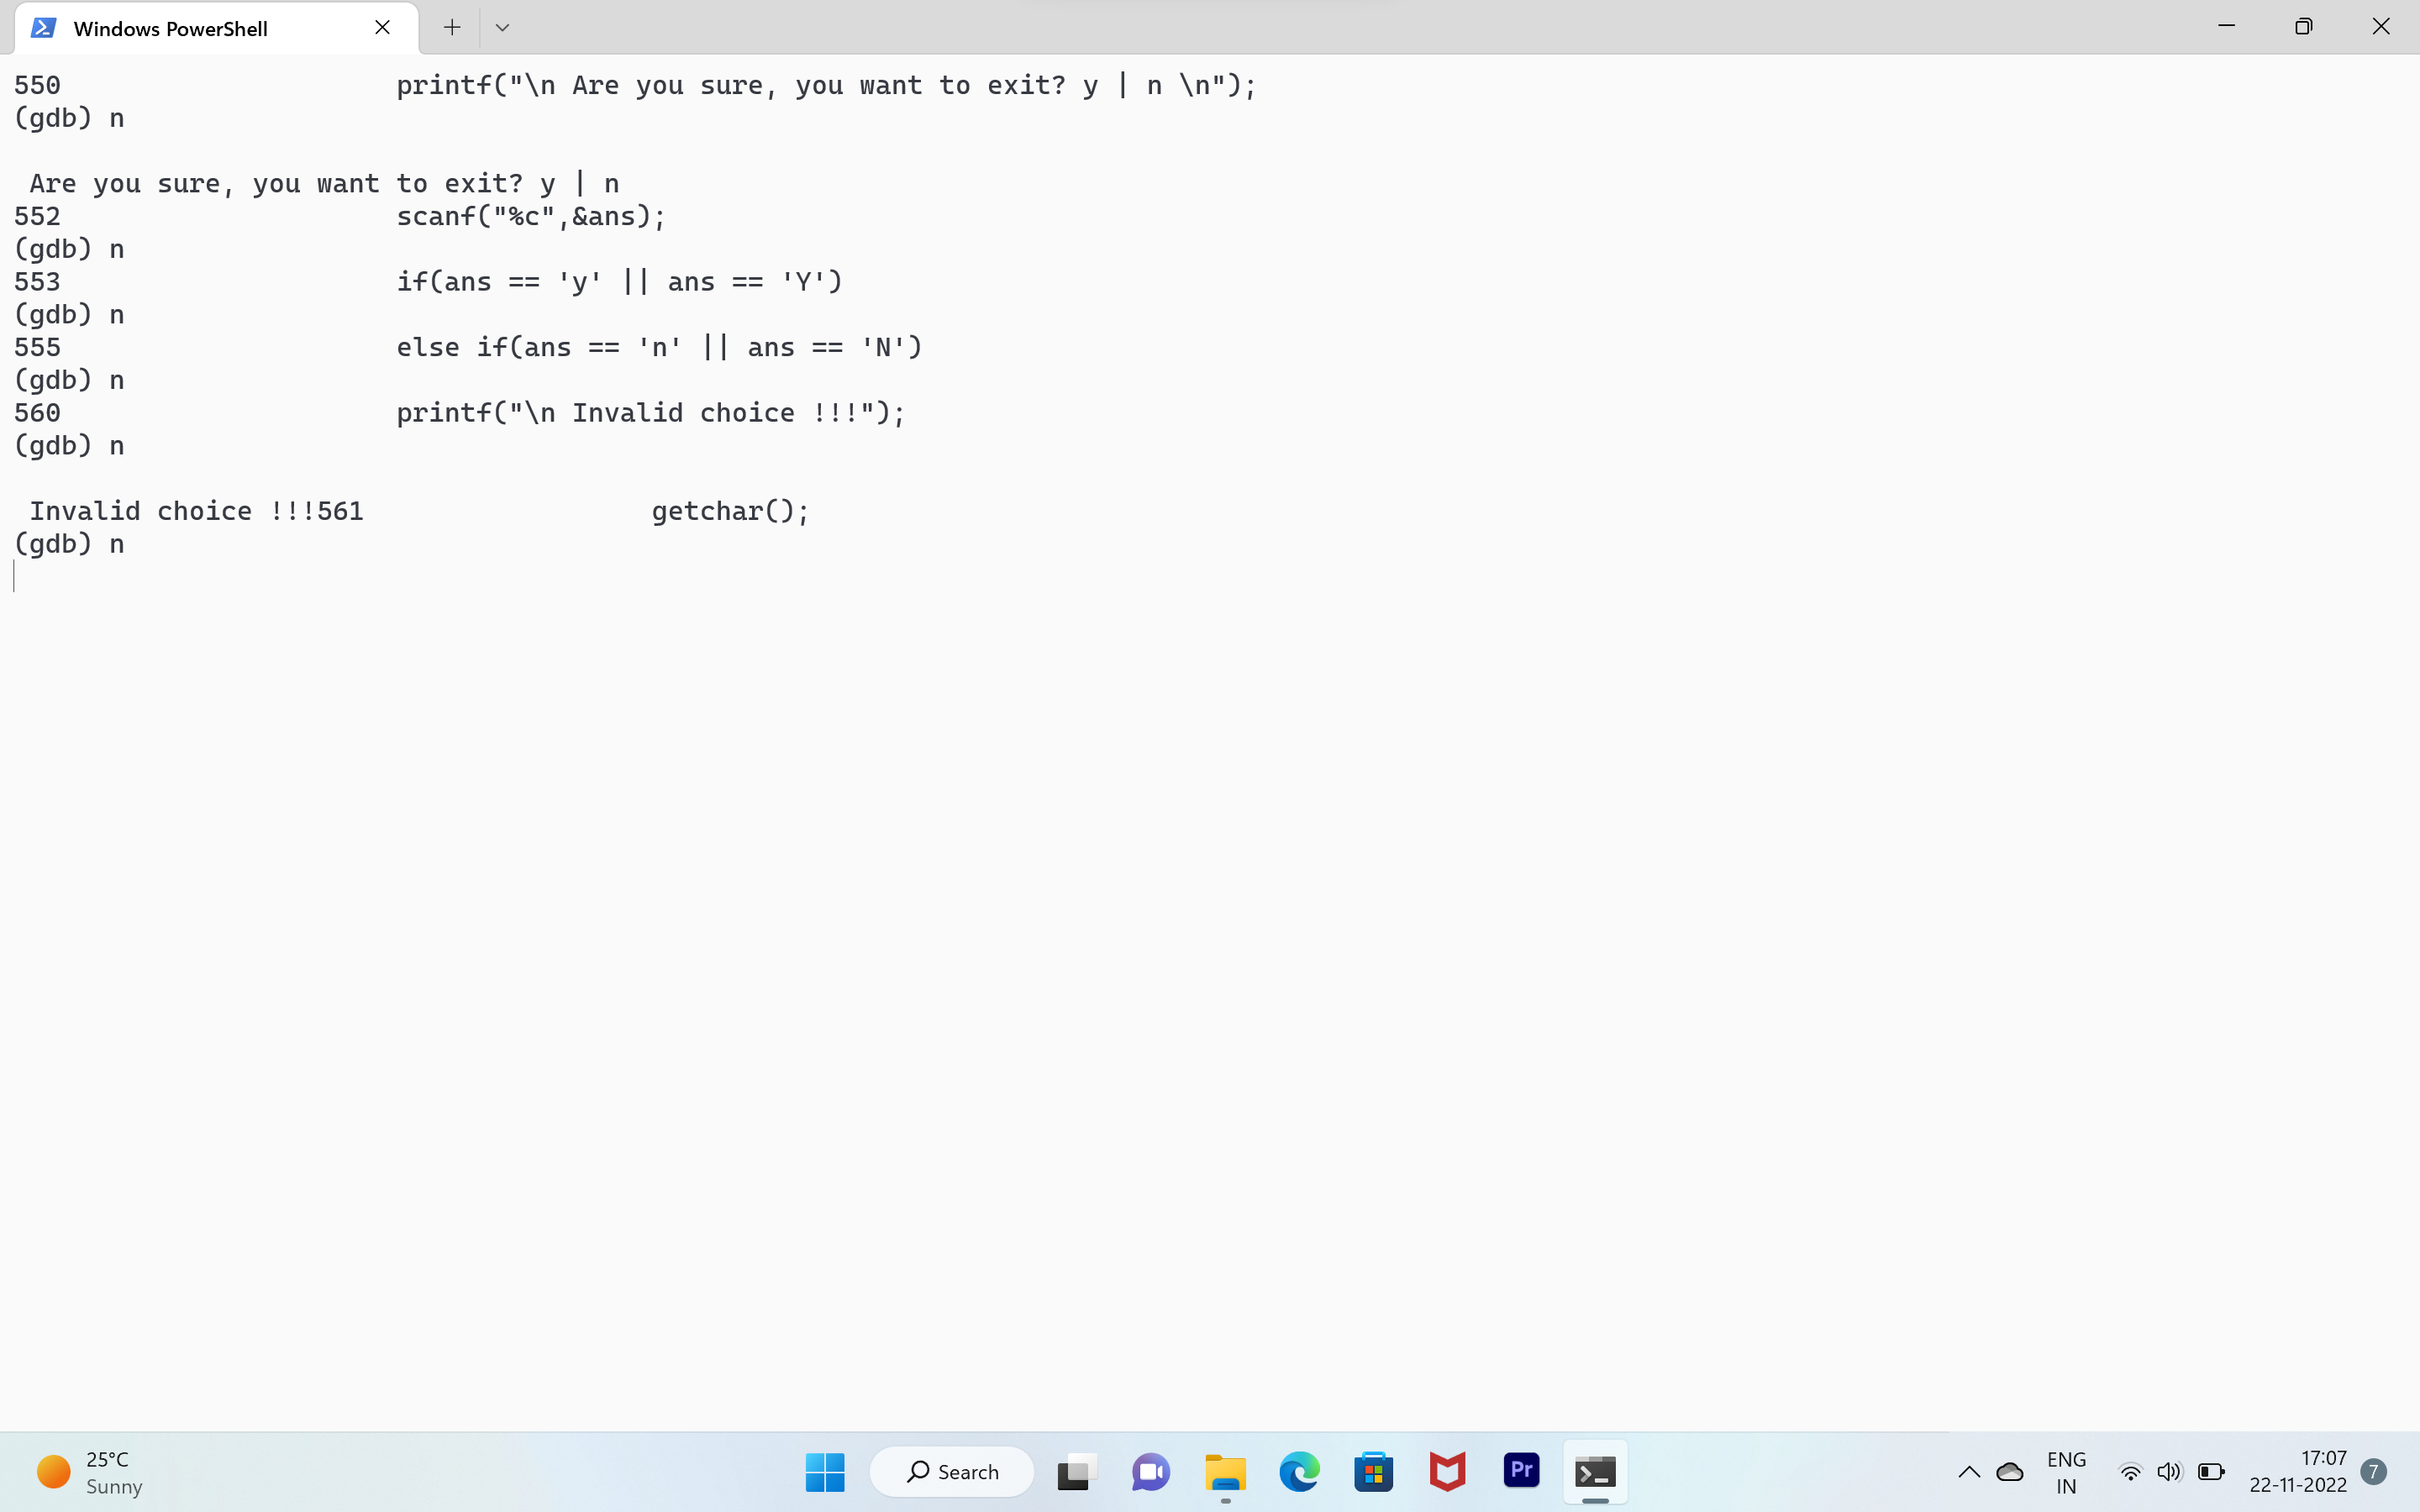 Windows PowerShell
550                        printf("\n Are you sure, you want to exit? y | n \n");
(gdb) n
 Are you sure, you want to exit? y | n
552                        scanf("%c",&ans);
(gdb) n
553                        if(ans == 'y' || ans == 'Y')
(gdb) n
555                        else if(ans == 'n' || ans == 'N')
(gdb) n
560                        printf("\n Invalid choice !!!");
(gdb) n
 Invalid choice !!!561                  getchar();
(gdb) n
25°C
Sunny
Search
Pr
ENG
IN
17:07
22-11-2022
7